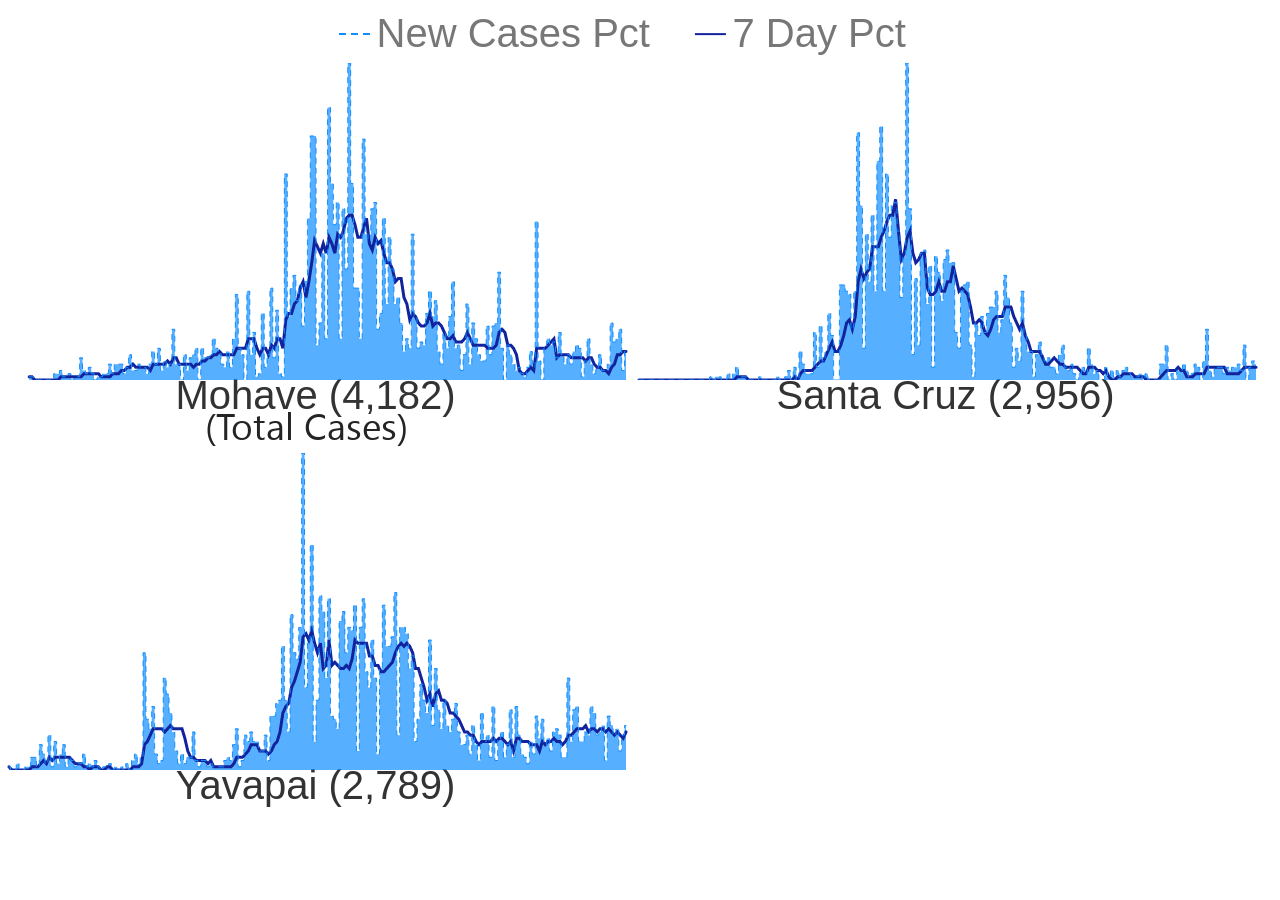 New Cases Pct 7 Day Pct
Mohave (4,182) Santa Cruz (2,956)
(Total Cases)
Yavapai (2,789)